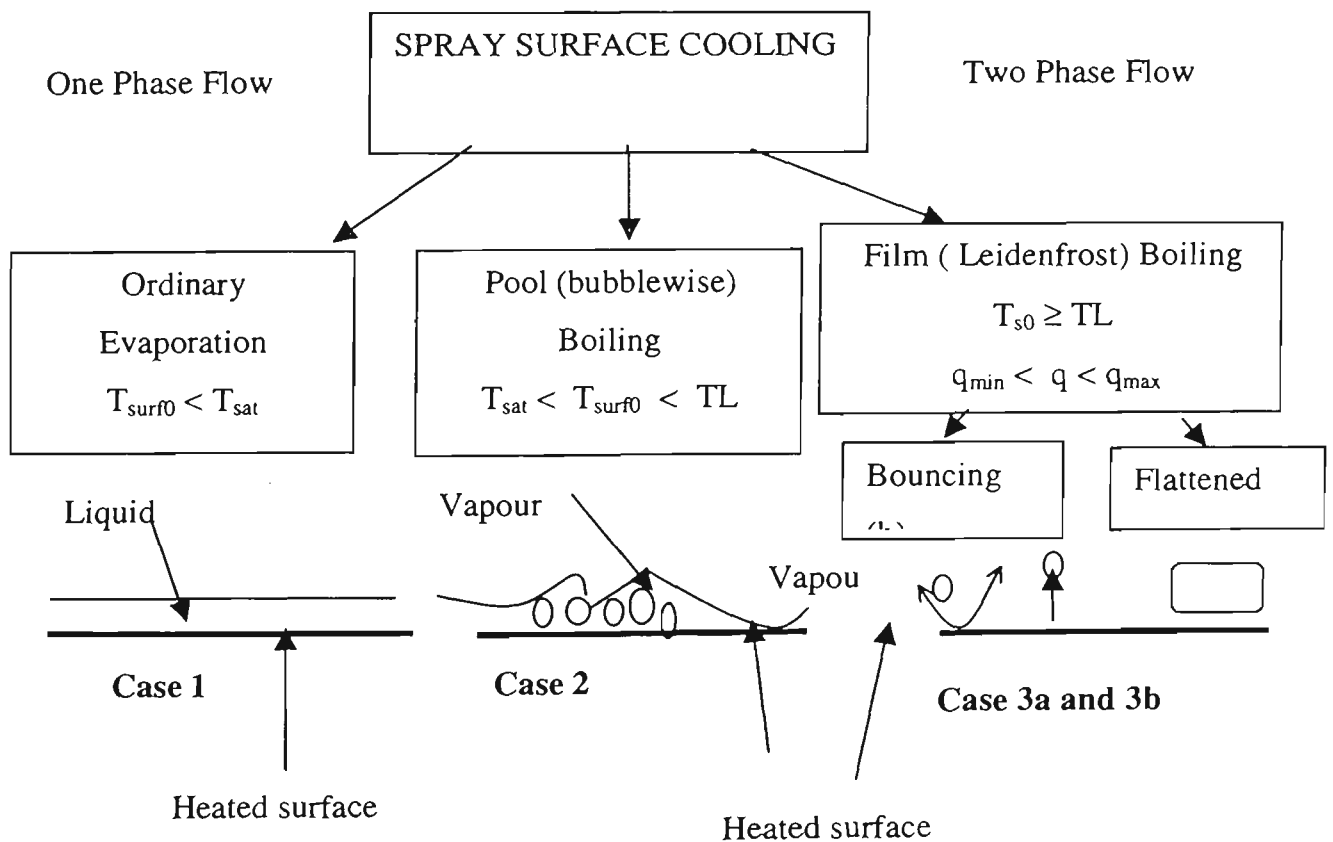 SPRAY SURFACE COOLING
One Phase Flow
Two Phase Flow
Ordinary
Evaporation
T_surf0 < T_sat
Pool (bubblewise)
Boiling
T_sat < T_surf0 < TL
Film ( Leidenfrost) Boiling
T_s0 ≥ TL
q_min < q < q_max
Bouncing
Flattened
Liquid
Vapour
Vapou
Case 1
Case 2
Case 3a and 3b
Heated surface
Heated surface